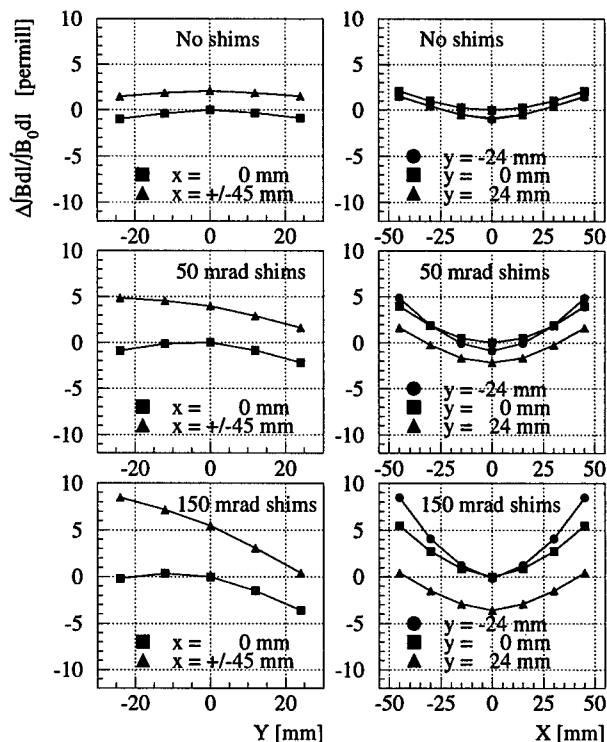 Δ∫Bdl/∫B₀dl [permill]
No shims
10
5
0
-5
-10
x = 0 mm
x = +/-45 mm
-20 0 20
No shims
10
5
0
-5
-10
y = -24 mm
y = 0 mm
y = 24 mm
-50 -25 0 25 50
50 mrad shims
10
5
0
-5
-10
x = 0 mm
x = +/-45 mm
-20 0 20
50 mrad shims
10
5
0
-5
-10
y = -24 mm
y = 0 mm
y = 24 mm
-50 -25 0 25 50
150 mrad shims
10
5
0
-5
-10
x = 0 mm
x = +/-45 mm
-20 0 20
Y [mm]
150 mrad shims
10
5
0
-5
-10
y = -24 mm
y = 0 mm
y = 24 mm
-50 -25 0 25 50
X [mm]